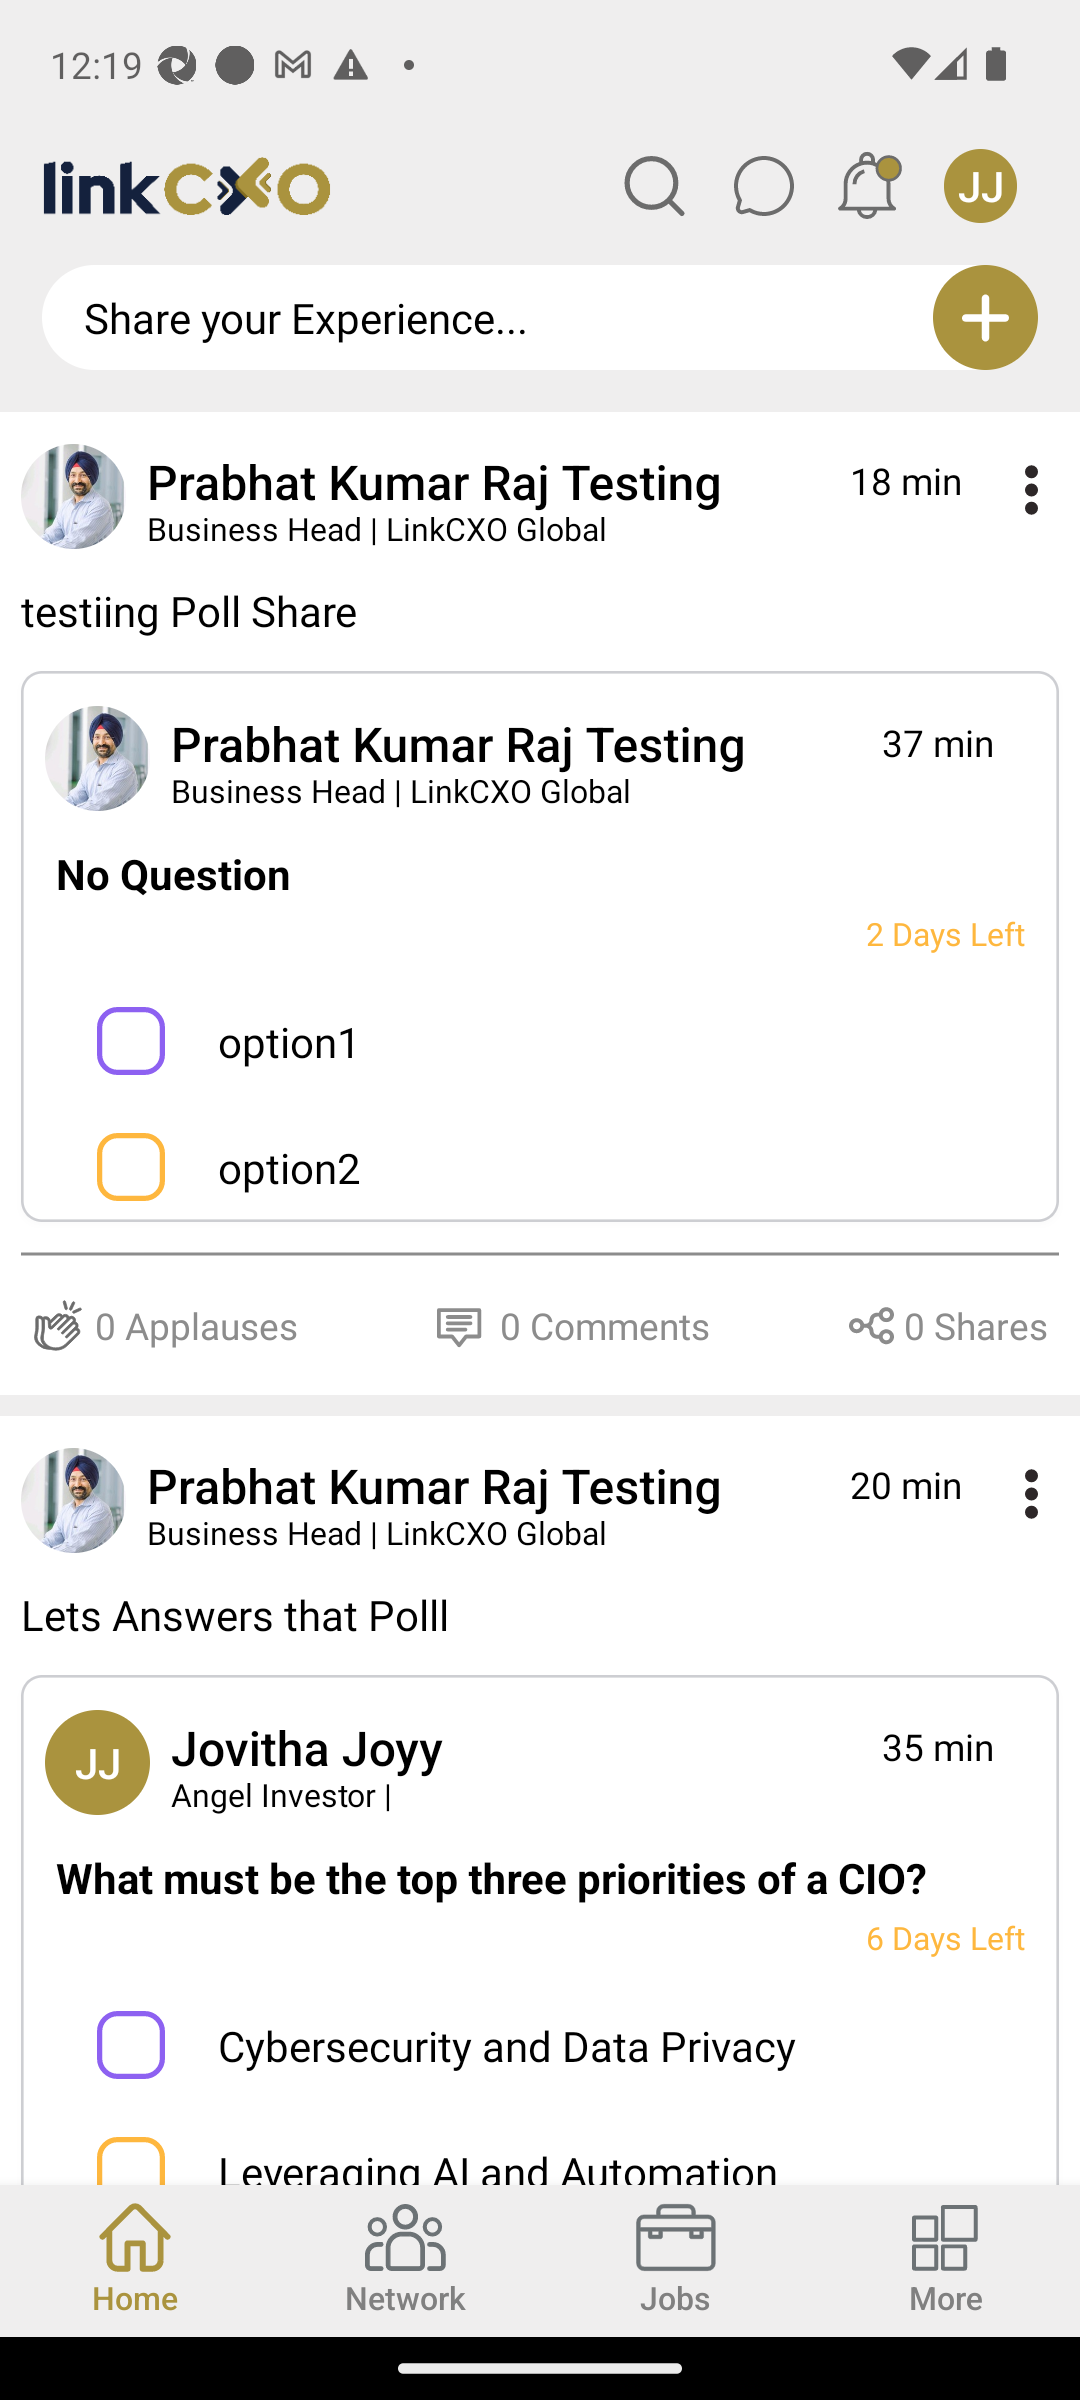 12:19
linkCXO
JJ
Share your Experience...
Prabhat Kumar Raj Testing
18 min
Business Head | LinkCXO Global
testiing Poll Share
Prabhat Kumar Raj Testing
37 min
Business Head | LinkCXO Global
No Question
2 Days Left
option1
option2
0 Applauses
0 Comments
0 Shares
Prabhat Kumar Raj Testing
20 min
Business Head | LinkCXO Global
Lets Answers that Polll
JJ
Jovitha Joyy
35 min
Angel Investor |
What must be the top three priorities of a CIO?
6 Days Left
Cybersecurity and Data Privacy
Leveraging AI and Automation
Home
Network
Jobs
More